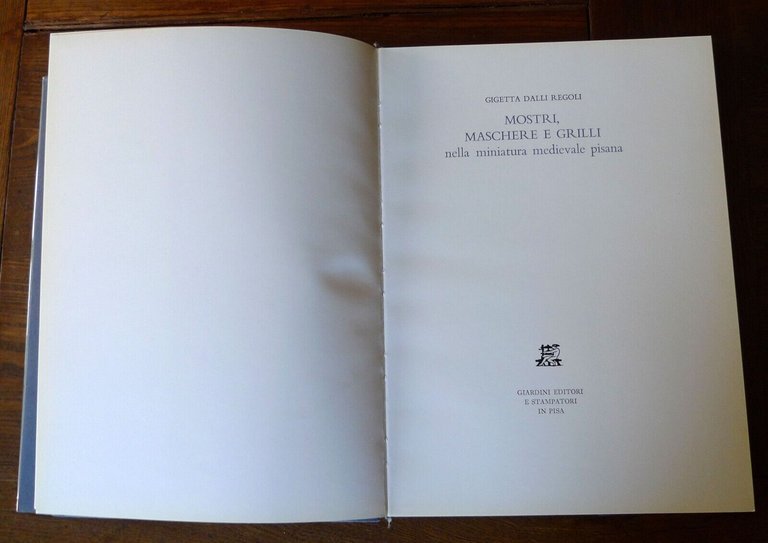 GIGETTA DALLI REGOLI
MOSTRI,
MASCHERE E GRILLI
nella miniatura medievale pisana
GIARDINI EDITORI
E STAMPATORI
IN PISA